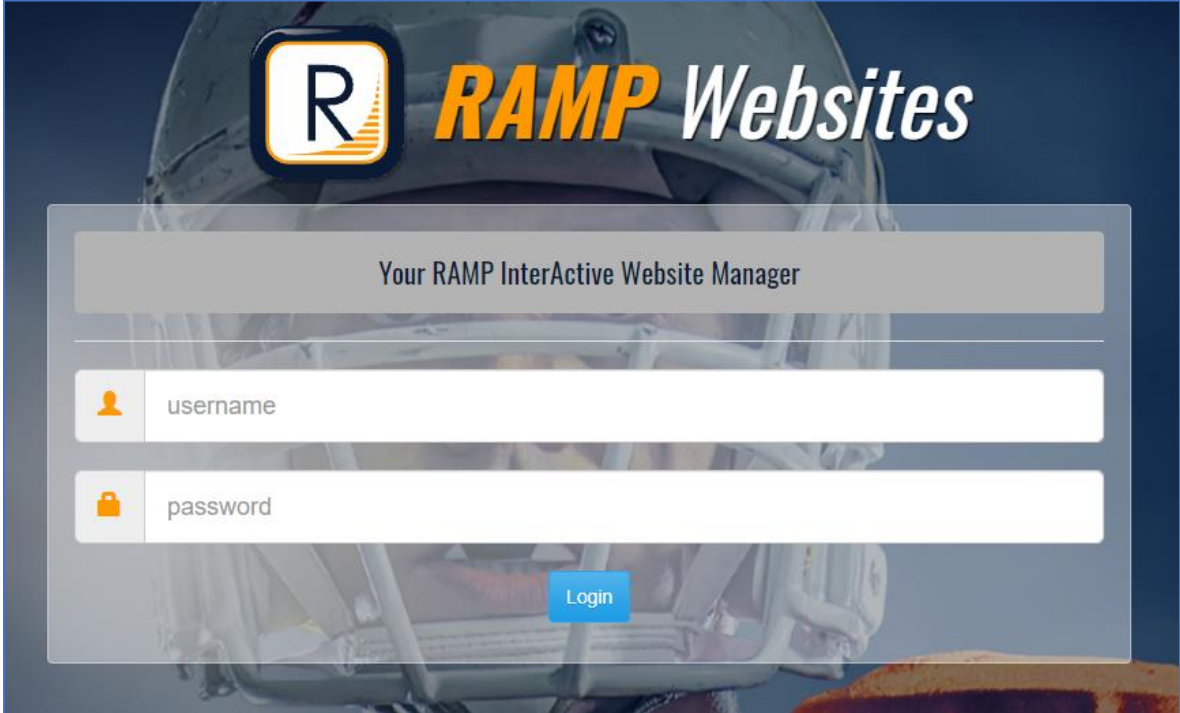 R RAMP Websites
Your RAMP InterActive Website Manager
username
password
Login